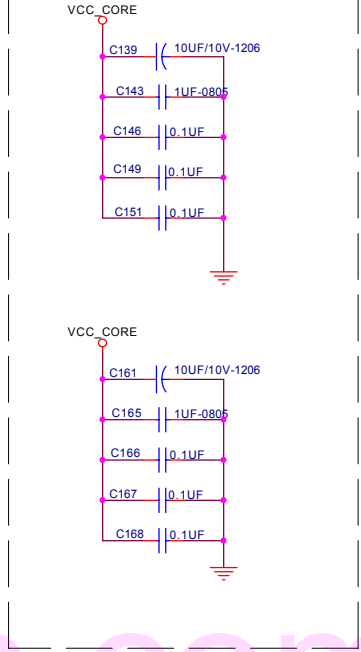 VCC_CORE
C139 10UF/10V-1206
C143 1UF-0805
C146 0.1UF
C149 0.1UF
C151 0.1UF
VCC_CORE
C161 10UF/10V-1206
C165 1UF-0805
C166 0.1UF
C167 0.1UF
C168 0.1UF